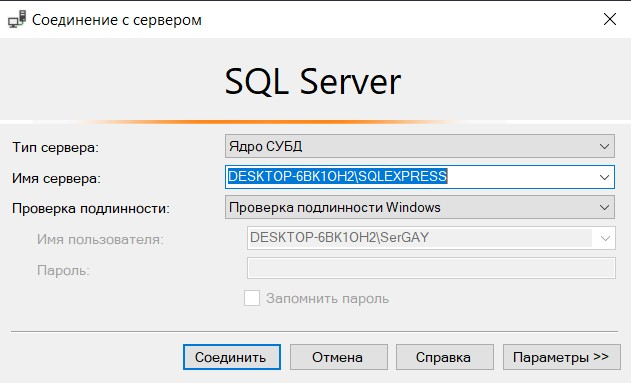 Соединение с сервером
SQL Server
Тип сервера: Ядро СУБД
Имя сервера: DESKTOP-6BK1OH2\SQLEXPRESS
Проверка подлинности: Проверка подлинности Windows
Имя пользователя: DESKTOP-6BK1OH2\SerGAY
Пароль:
Запомнить пароль
Соединить Отмена Справка Параметры >>